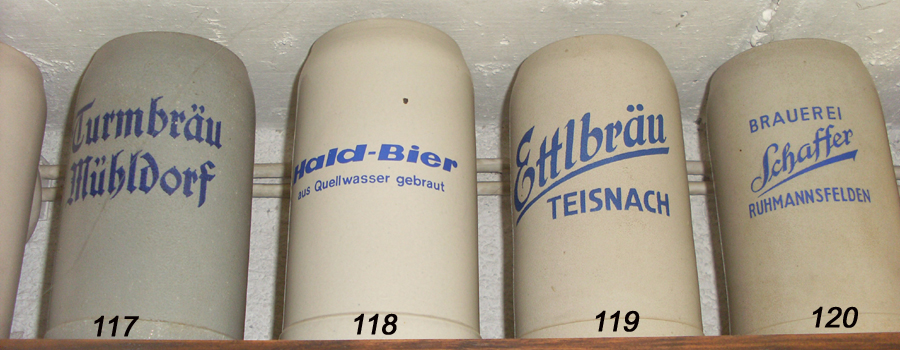 Turmbräu
Mühldorf
117
Hald-Bier
aus Quellwasser gebraut
118
Ettlbräu
TEISNACH
119
BRAUEREI
Schaffer
RUHMANNSFELDEN
120